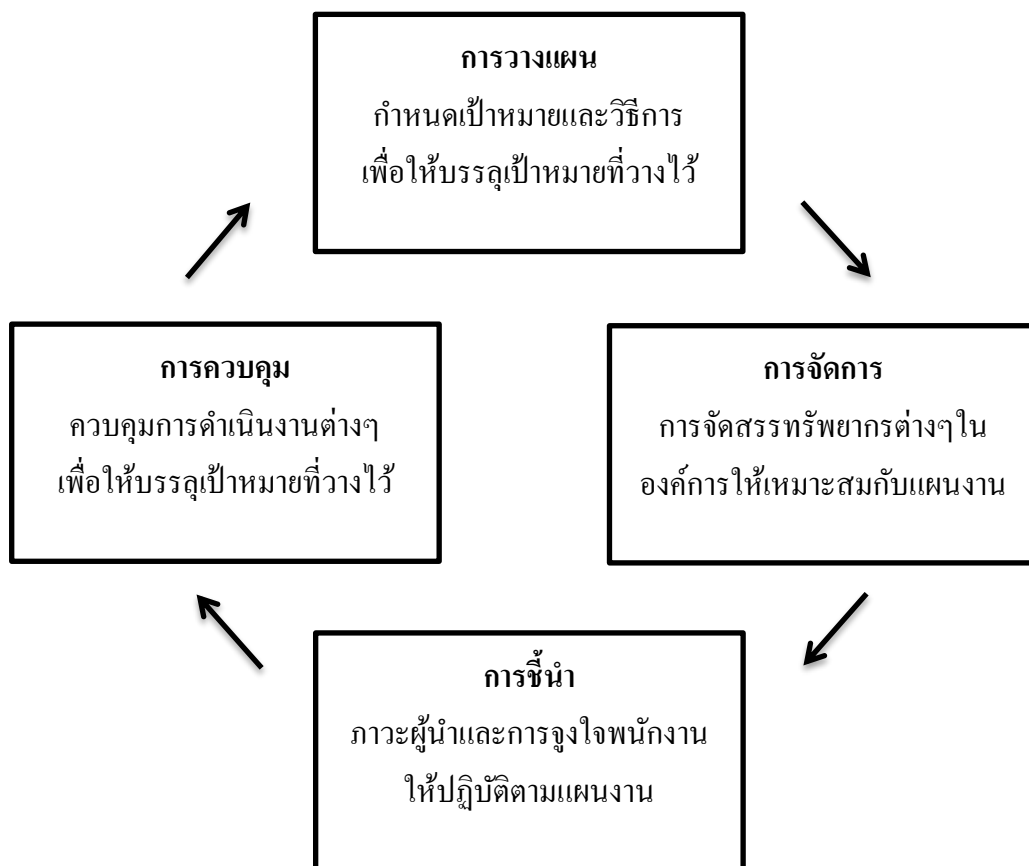 การวางแผน
กำหนดเป้าหมายและวิธีการ
เพื่อให้บรรลุเป้าหมายที่วางไว้
การควบคุม
ควบคุมการดำเนินงานต่างๆ
เพื่อให้บรรลุเป้าหมายที่วางไว้
การจัดการ
การจัดสรรทรัพยากรต่างๆใน
องค์การให้เหมาะสมกับแผนงาน
การชี้นำ
ภาวะผู้นำและการจูงใจพนักงาน
ให้ปฏิบัติตามแผนงาน